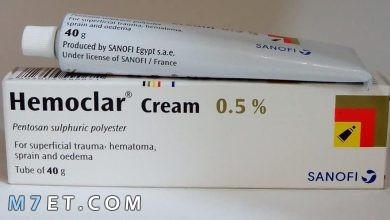 For superficial trauma, hematoma,
sprain and oedema
40 g
Produced by SANOFI Egypt s.a.e.
Under license of SANOFI / France
SANOFI
Hemoclar® Cream 0.5 %
Pentosan sulphuric polyester
For superficial trauma· hematoma,
sprain and oedema
Tube of 40 g
SANOFI
M7ET.COM